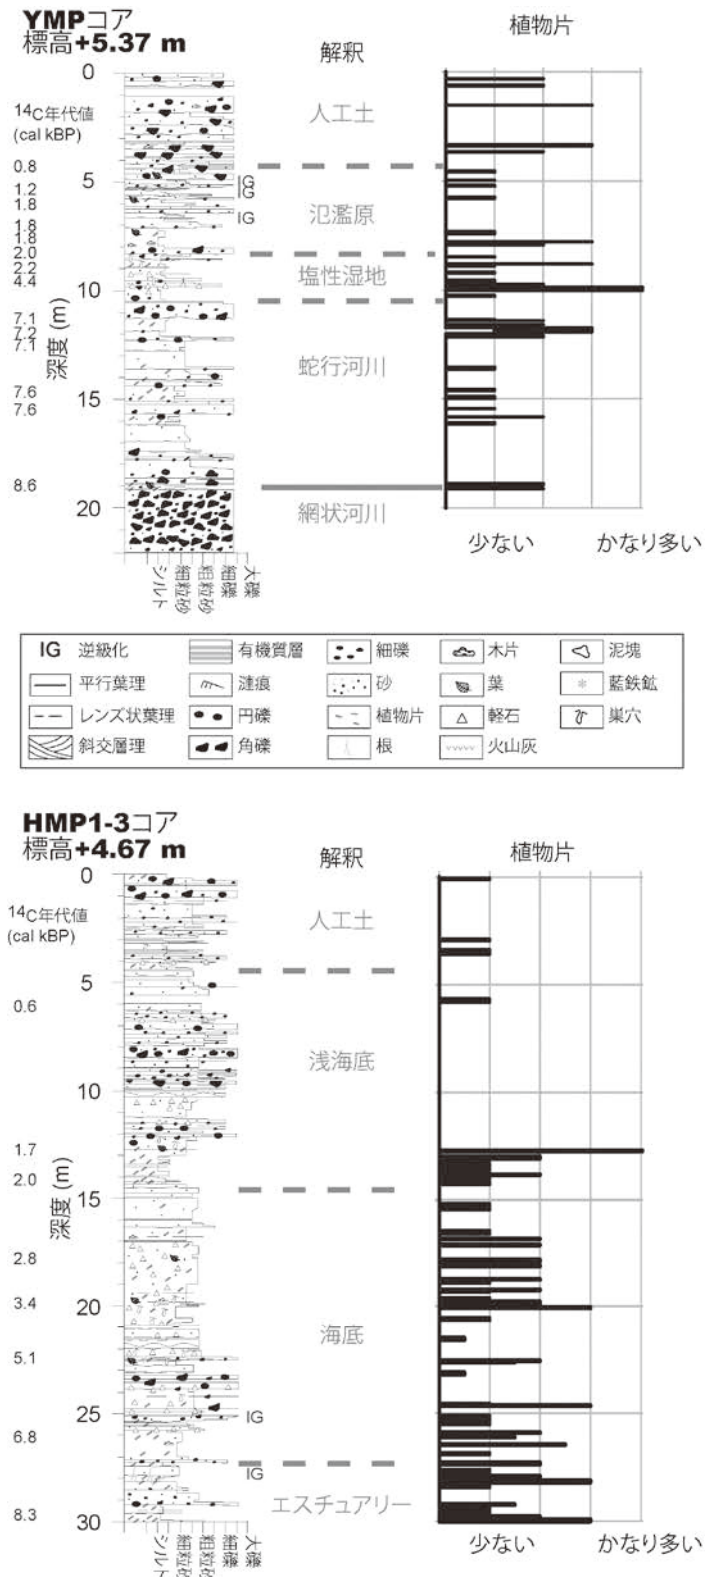 YMPコア
標高+5.37 m
解釈
植物片
14C年代値
(cal kBP)
0
人工土
0.8
5
IG
1.2
IG
1.8
IG
氾濫原
1.8
1.8
2.0
2.2
塩性湿地
4.4
10
7.1
7.2
7.1
深度 (m)
蛇行河川
7.6
15
7.6
8.6
20
網状河川
少ない
かなり多い
シルト
細粒砂
粗粒砂
細礫
大礫
IG 逆級化
有機質層
細礫
木片
泥塊
平行葉理
漣痕
砂
葉
藍鉄鉱
レンズ状葉理
円礫
植物片
軽石
巣穴
斜交層理
角礫
根
火山灰
HMP1-3コア
標高+4.67 m
解釈
植物片
14C年代値
(cal kBP)
0
人工土
5
0.6
浅海底
10
1.7
2.0
深度 (m)
15
2.8
3.4
20
海底
5.1
25
IG
6.8
IG
エスチュアリー
8.3
30
少ない
かなり多い
シルト
細粒砂
粗粒砂
細礫
大礫